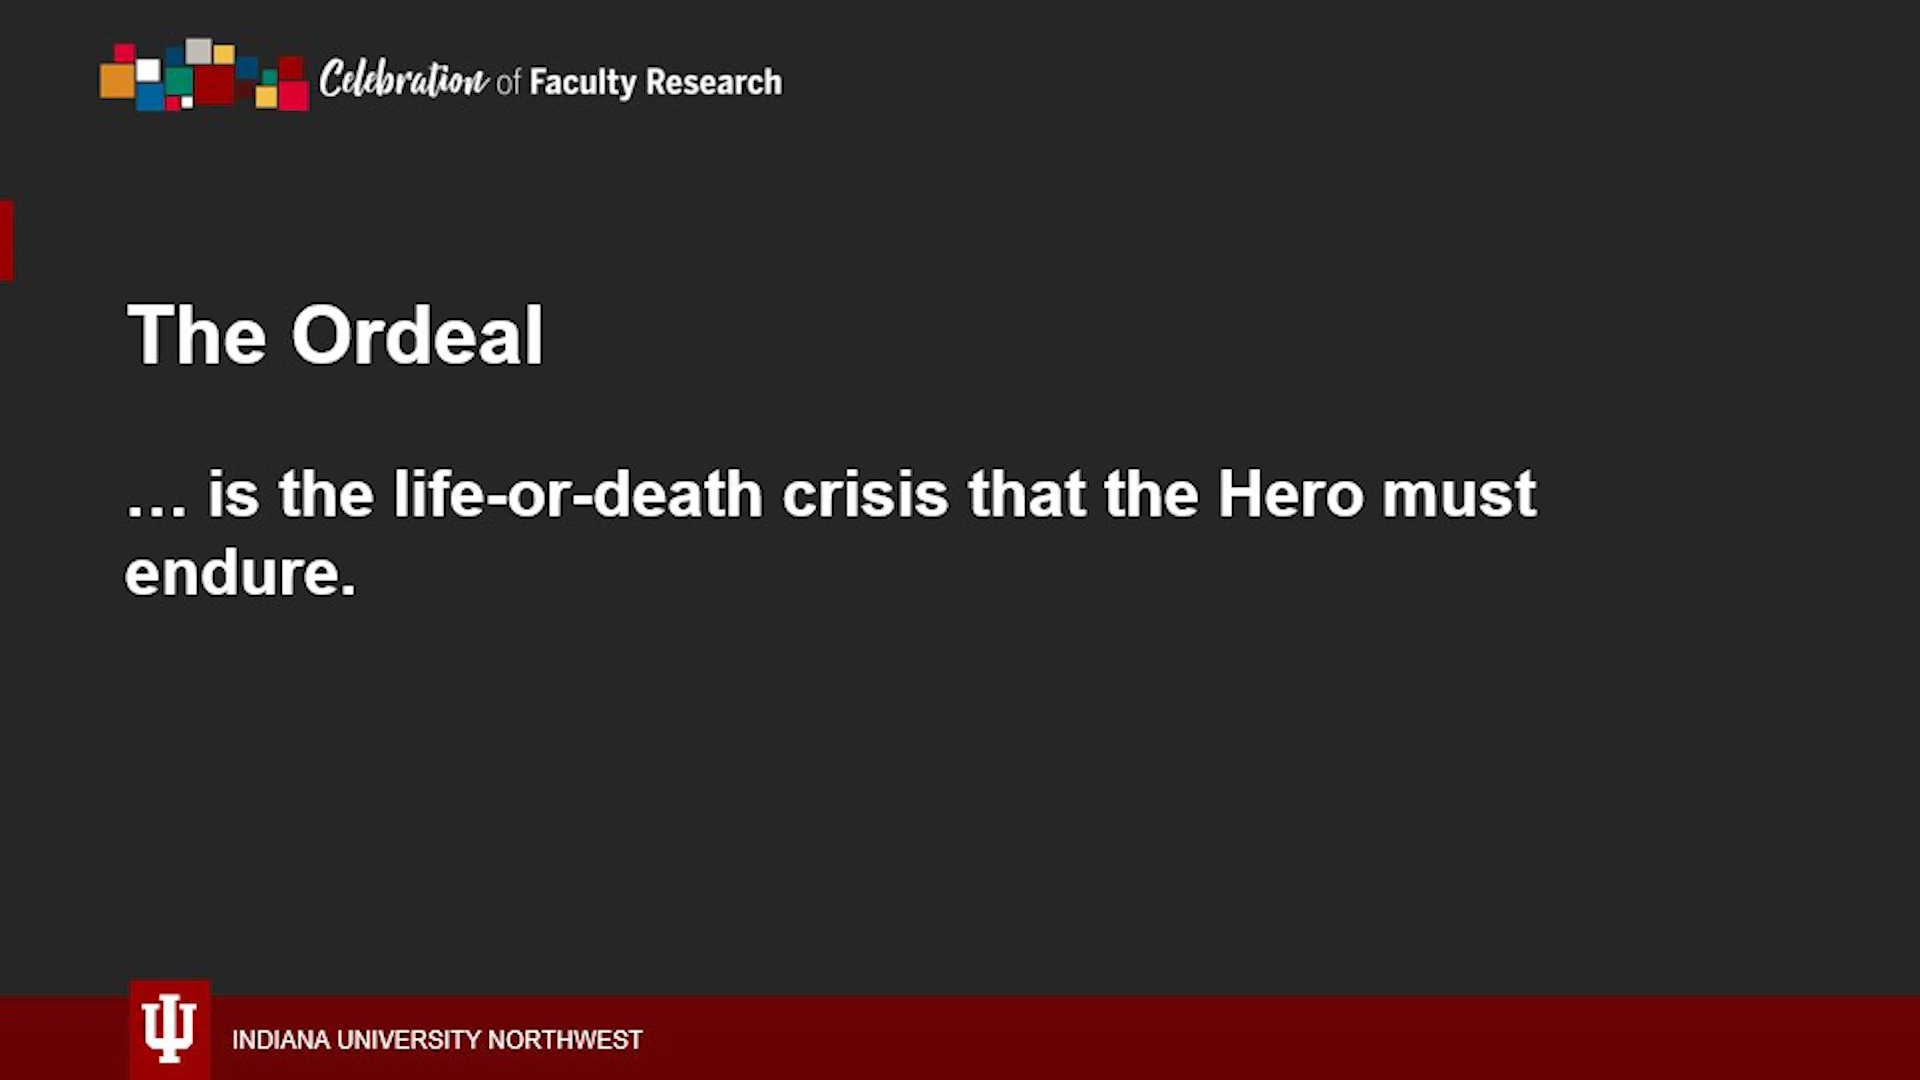 Celebration of Faculty Research
The Ordeal
... is the life-or-death crisis that the Hero must
endure.
INDIANA UNIVERSITY NORTHWEST